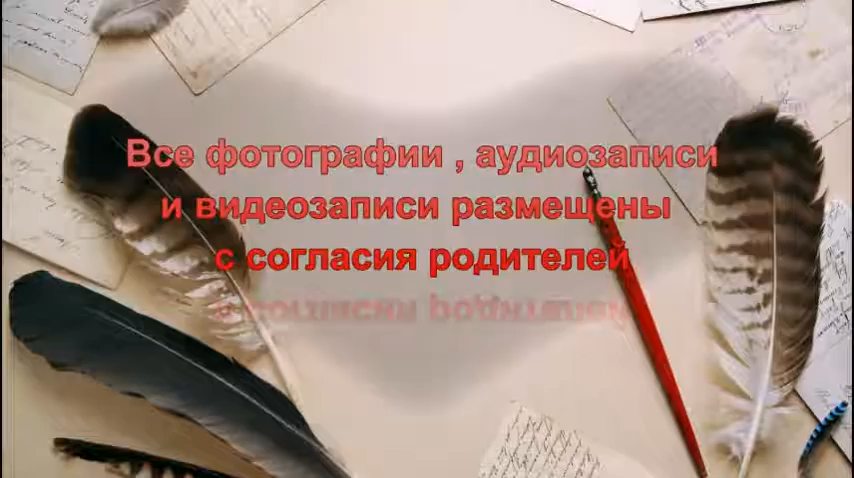 Все фотографии , аудиозаписи
и видеозаписи размещены
с согласия родителей